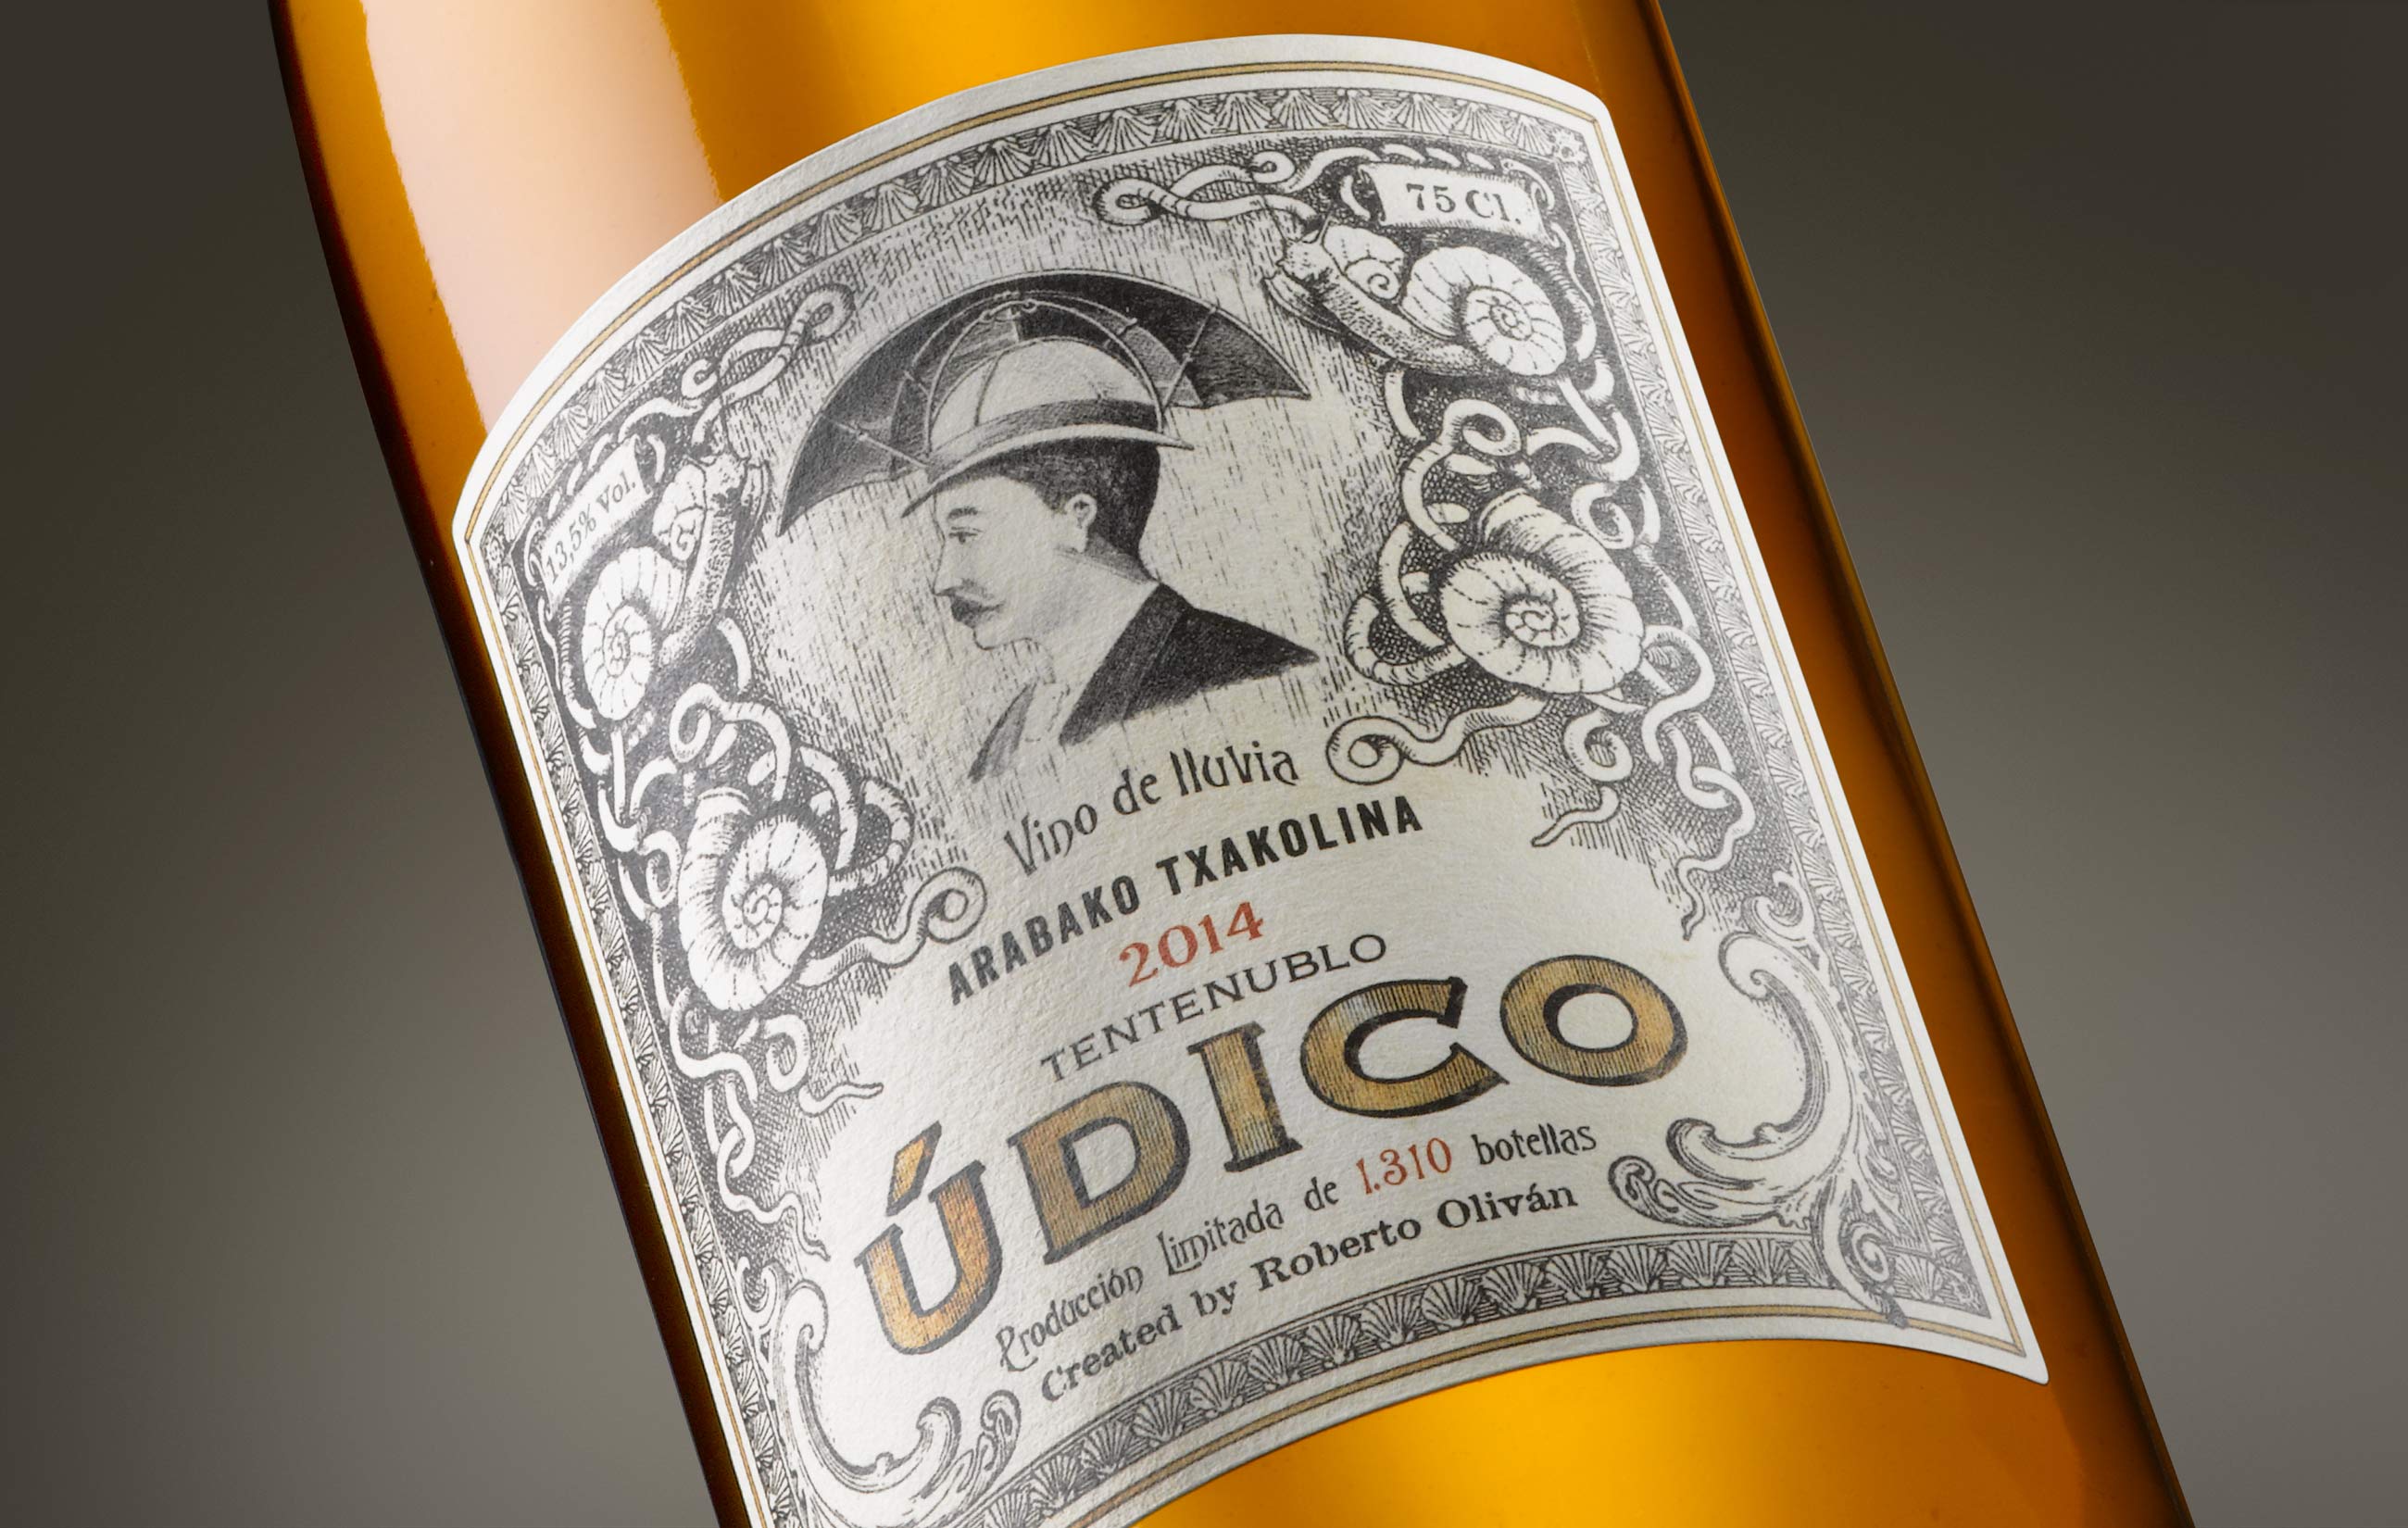 75 Cl.
13,5% Vol.
Vino de lluvia
ARABAKO TXAKOLINA
2014
TENTENUBLO
ÚDICO
Producción Limitada de 1.310 botellas
Created by Roberto Oliván